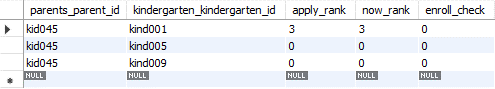 parents_parent_id kindergarten_kindergarten_id apply_rank now_rank enroll_check
kid045 kind001 3 3 0
kid045 kind005 0 0 0
kid045 kind009 0 0 0
NULL NULL NULL NULL NULL